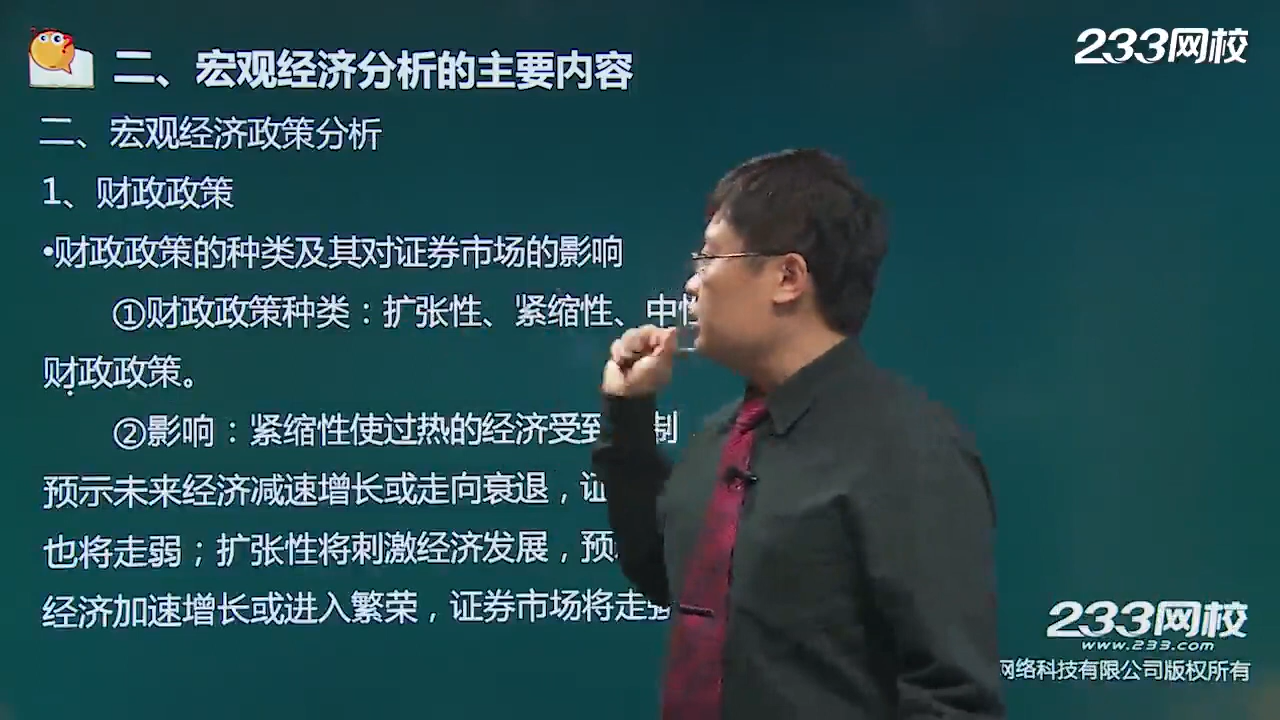 233网校
二、宏观经济分析的主要内容
二、宏观经济政策分析
1、财政政策
•财政政策的种类及其对证券市场的影响
①财政政策种类：扩张性、紧缩性、中性
财政政策。
②影响：紧缩性使过热的经济受到 制
预示未来经济减速增长或走向衰退，证
也将走弱；扩张性将刺激经济发展，预
经济加速增长或进入繁荣，证券市场将走强
233网校
www.233.com
网络科技有限公司版权所有